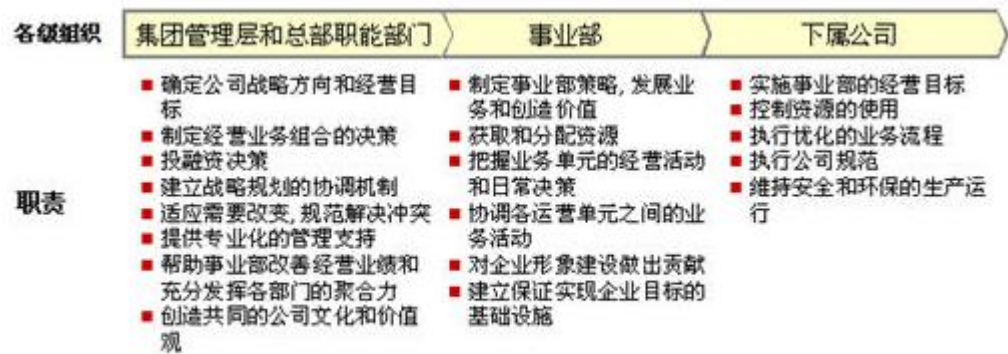 各级组织
集团管理层和总部职能部门
事业部
下属公司
职责
■ 确定公司战略方向和经营目
标
■ 制定经营业务组合的决策
■ 投融资决策
■ 建立战略规划的协调机制
■ 适应需要改变, 规范解决冲突
■ 提供专业化的管理支持
■ 帮助事业部改善经营业绩和
充分发挥各部门的聚合力
■ 创造共同的公司文化和价值
观
■ 制定事业部策略, 发展业
务和创造价值
■ 获取和分配资源
■ 把握业务单元的经营活动
和日常决策
■ 协调各运营单元之间的业
务活动
■ 对企业形象建设做出贡献
■ 建立保证实现企业目标的
基础设施
■ 实施事业部的经营目标
■ 控制资源的使用
■ 执行优化的业务流程
■ 执行公司规范
■ 维持安全和环保的生产运
行